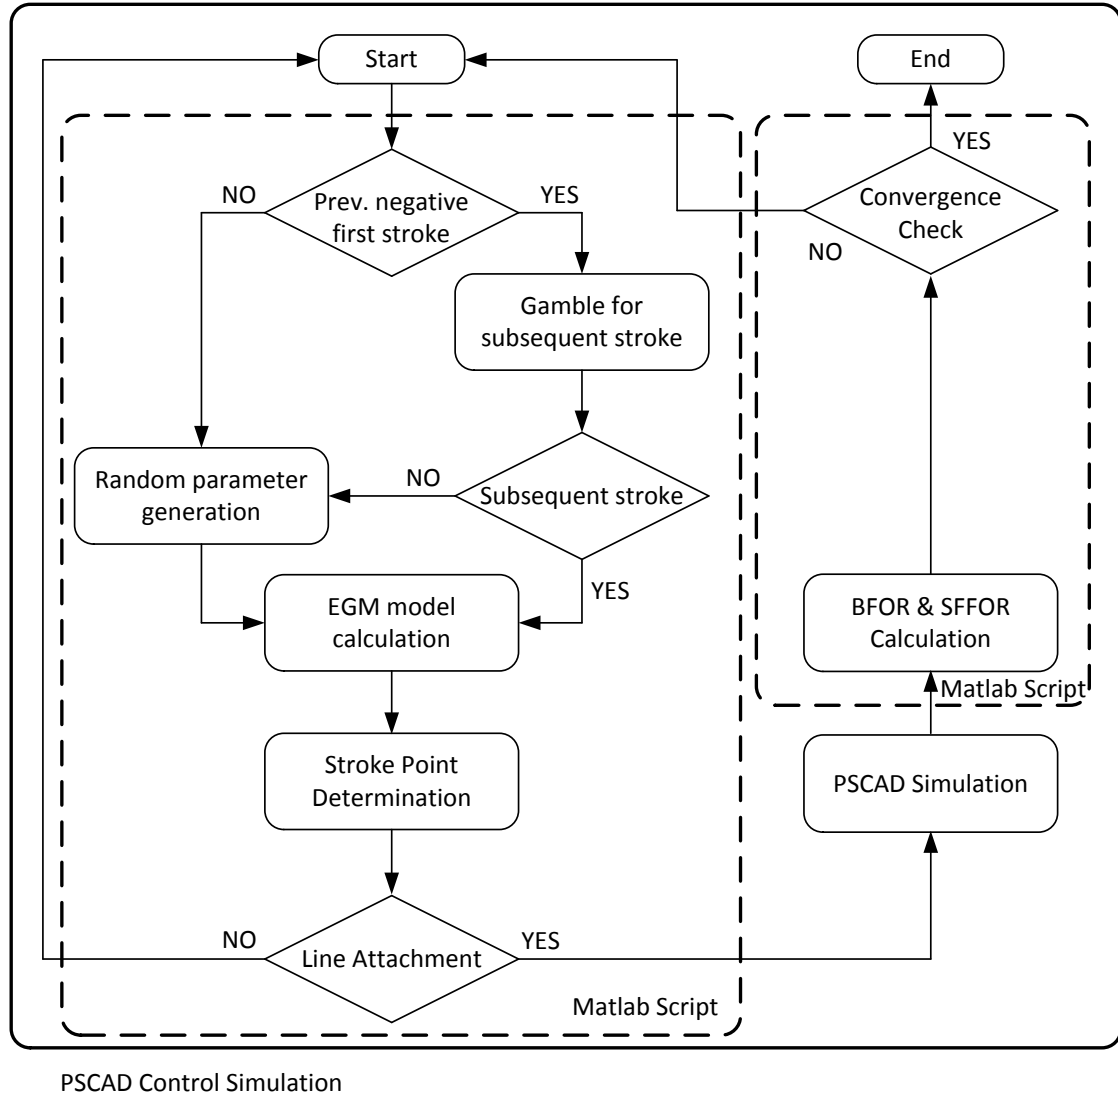 Start
End
YES
NO
Prev. negative
first stroke
YES
Convergence
Check
NO
Gamble for
subsequent stroke
Random parameter
generation
NO
Subsequent stroke
YES
EGM model
calculation
BFOR & SFFOR
Calculation
Matlab Script
Stroke Point
Determination
PSCAD Simulation
NO
Line Attachment
YES
Matlab Script
PSCAD Control Simulation